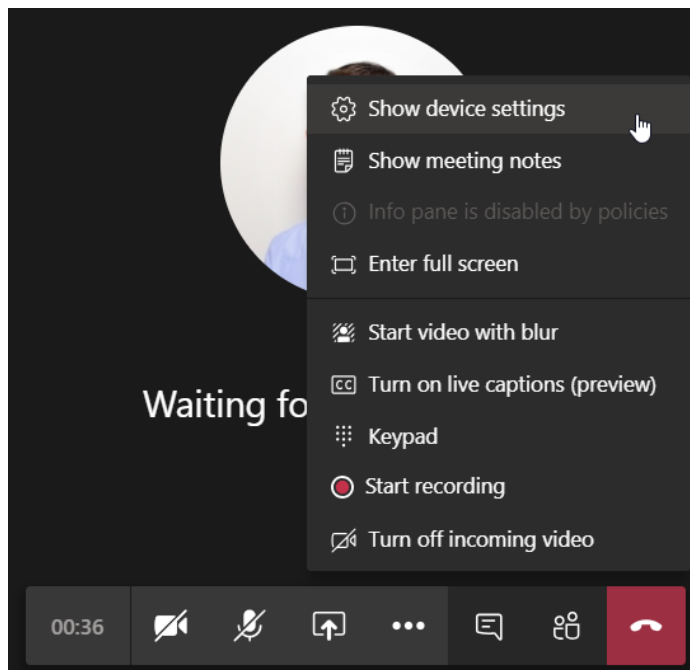 Show device settings
Show meeting notes
Info pane is disabled by policies
Enter full screen
Start video with blur
CC Turn on live captions (preview)
Waiting fo
Keypad
Start recording
Turn off incoming video
00:36